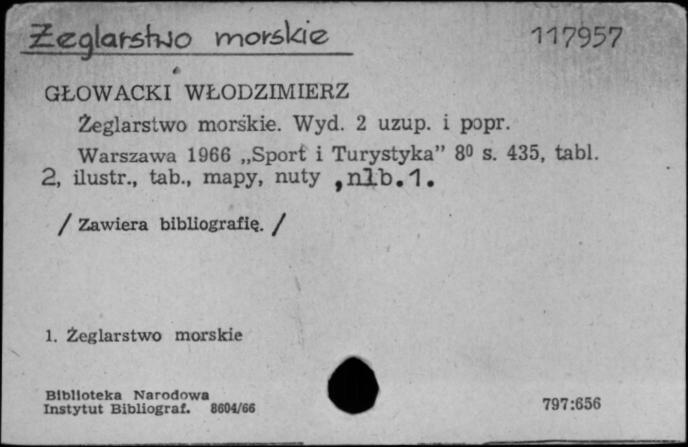 Żeglarstwo morskie 117957
GŁOWACKI WŁODZIMIERZ
Żeglarstwo morskie. Wyd. 2 uzup. i popr.
Warszawa 1966 „Sport i Turystyka” 8⁰ s. 435, tabl.
2, ilustr., tab., mapy, nuty , nlb.1.
/ Zawiera bibliografię. /
1. Żeglarstwo morskie
Biblioteka Narodowa
Instytut Bibliograf. 8604/66 797:656